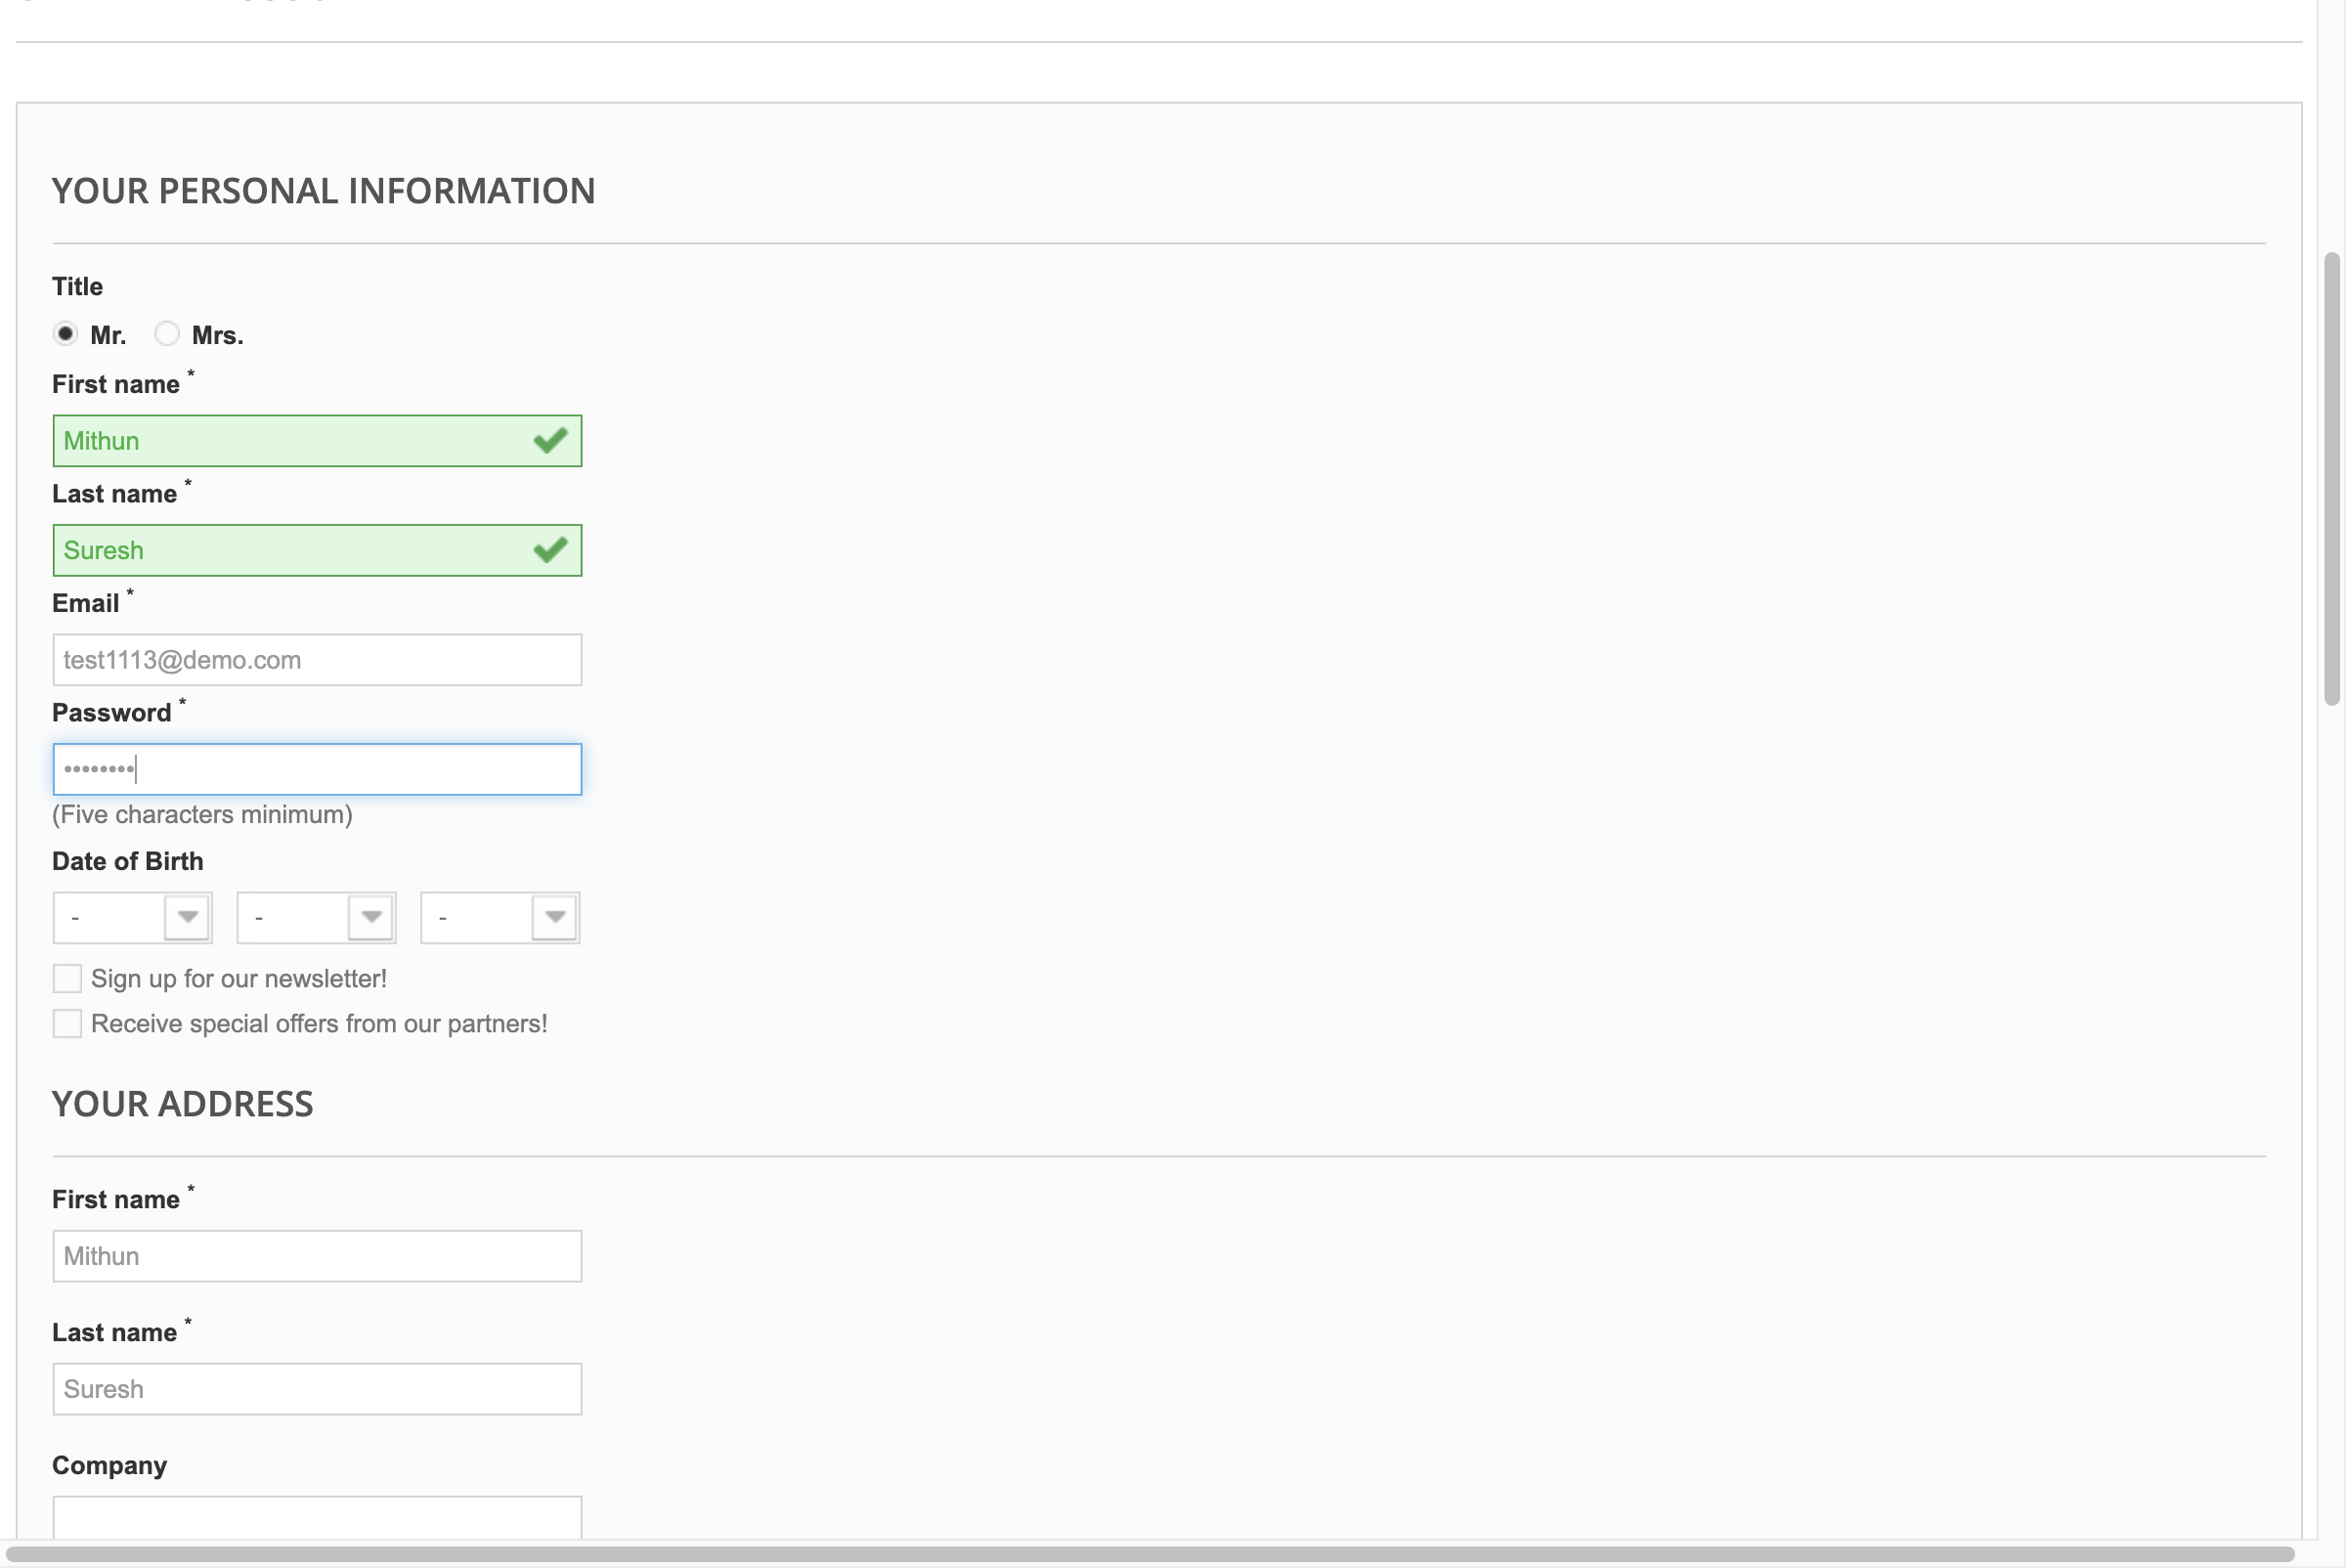 YOUR PERSONAL INFORMATION
Title
Mr. Mrs.
First name *
Mithun
Last name *
Suresh
Email *
test1113@demo.com
Password *
••••••••
(Five characters minimum)
Date of Birth
- - -
Sign up for our newsletter!
Receive special offers from our partners!
YOUR ADDRESS
First name *
Mithun
Last name *
Suresh
Company